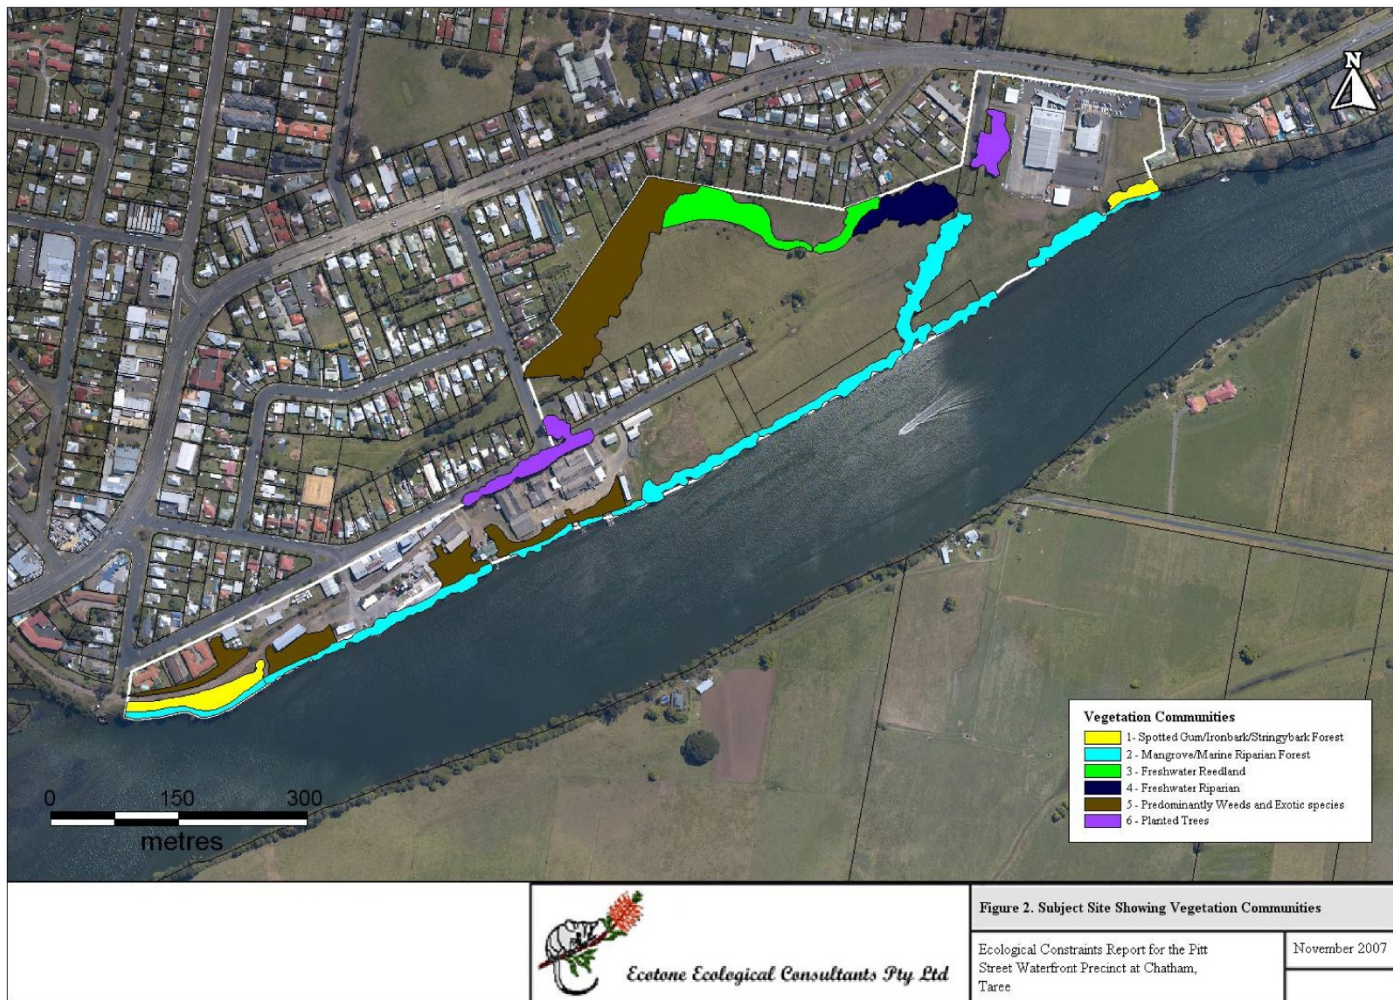 N
Vegetation Communities
1- Spotted Gum/Ironbark/Stringybark Forest
2 - Mangrove/Marine Riparian Forest
3 - Freshwater Reedland
4 - Freshwater Riparian
5 - Predominantly Weeds and Exotic species
6 - Planted Trees
0 150 300
metres
Ecotone Ecological Consultants Pty Ltd
Figure 2. Subject Site Showing Vegetation Communities
Ecological Constraints Report for the Pitt
Street Waterfront Precinct at Chatham,
Taree
November 2007